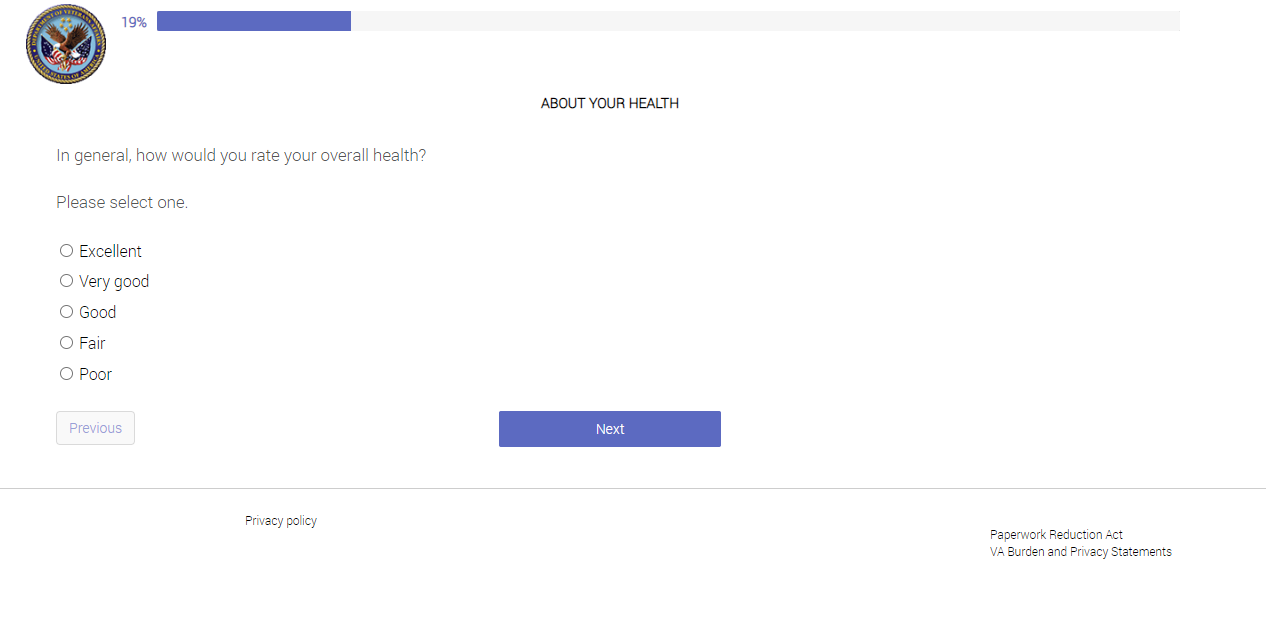 19%
ABOUT YOUR HEALTH
In general, how would you rate your overall health?
Please select one.
Excellent
Very good
Good
Fair
Poor
Previous
Next
Privacy policy
Paperwork Reduction Act
VA Burden and Privacy Statements